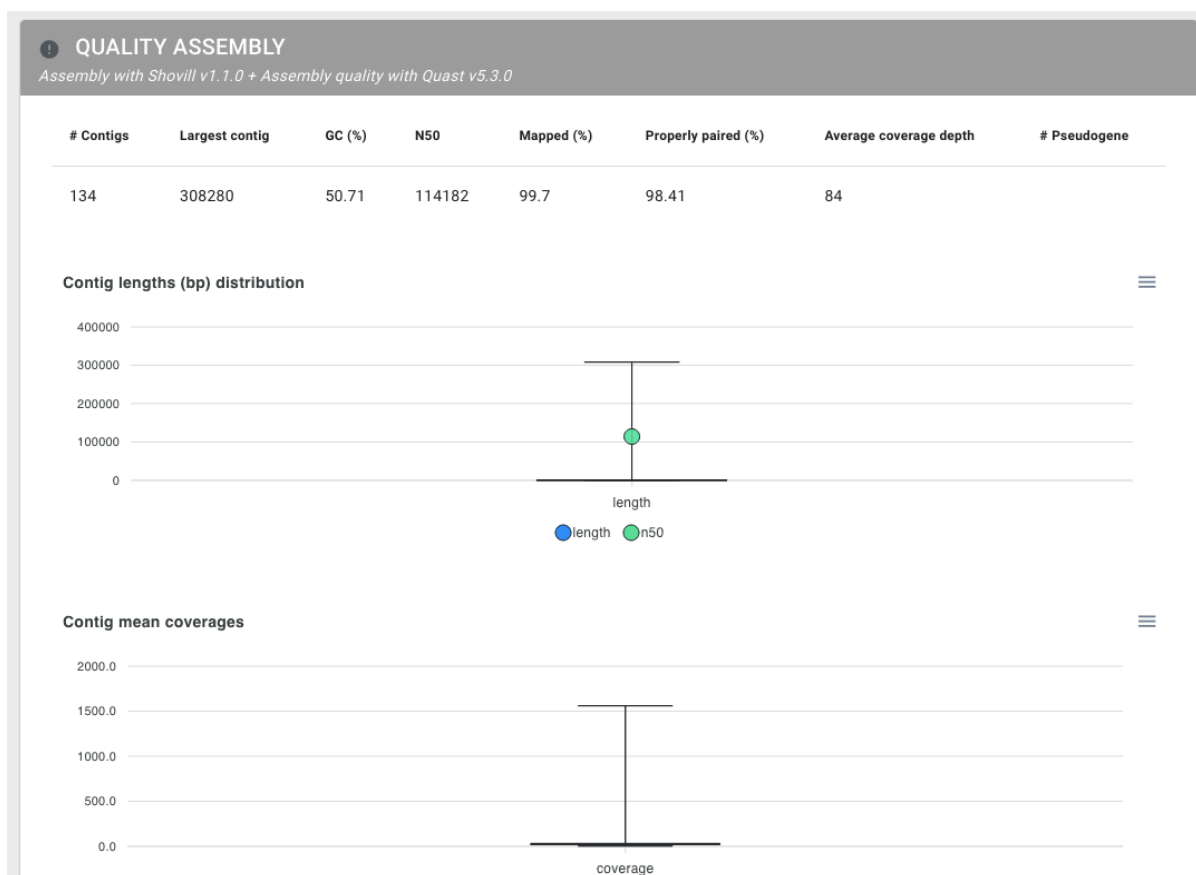 QUALITY ASSEMBLY
Assembly with Shovill v1.1.0 + Assembly quality with Quast v5.3.0
# Contigs Largest contig GC (%) N50 Mapped (%) Properly paired (%) Average coverage depth # Pseudogene
134 308280 50.71 114182 99.7 98.41 84
Contig lengths (bp) distribution
400000
300000
200000
100000
0
length
length n50
Contig mean coverages
2000.0
1500.0
1000.0
500.0
0.0
coverage